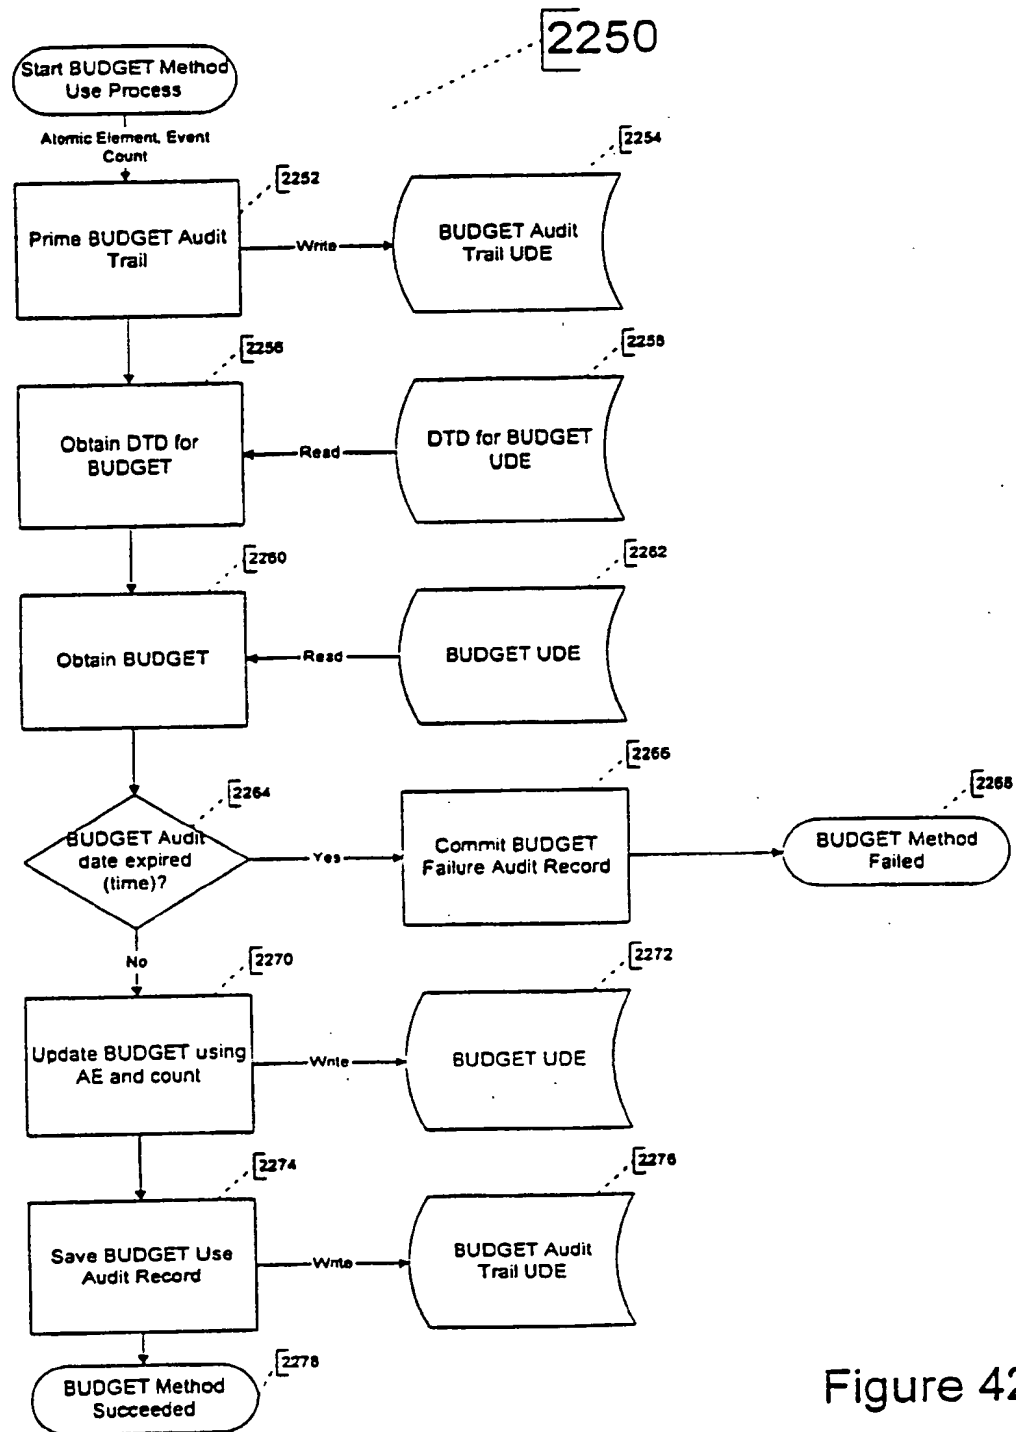 2250
Start BUDGET Method
Use Process
Atomic Element, Event
Count
2252
2254
Prime BUDGET Audit
Trail
Write
BUDGET Audit
Trail UDE
2256
2258
Obtain DTD for
BUDGET
Read
DTD for BUDGET
UDE
2260
2262
Obtain BUDGET
Read
BUDGET UDE
2264
2266
2268
BUDGET Audit
date expired
(time)?
Yes
Commit BUDGET
Failure Audit Record
BUDGET Method
Failed
No
2270
2272
Update BUDGET using
AE and count
Write
BUDGET UDE
2274
2276
Save BUDGET Use
Audit Record
Write
BUDGET Audit
Trail UDE
2278
BUDGET Method
Succeeded
Figure 42